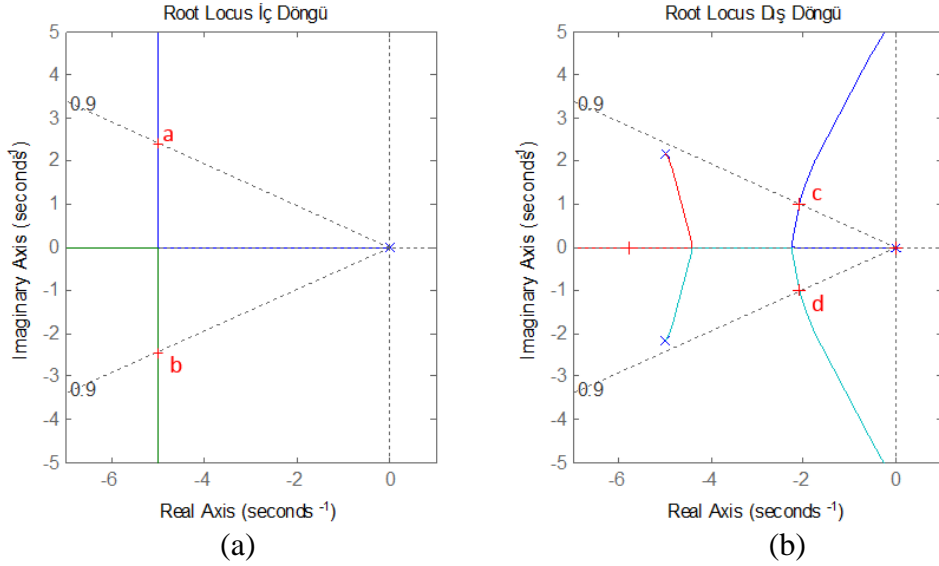 Root Locus İç Döngü
5
4
3
2
1
0
-1
-2
-3
-4
-5
0.9
0.9
a
b
-6
-4
-2
0
Imaginary Axis (seconds-1)
Real Axis (seconds -1)
(a)
Root Locus Dış Döngü
5
4
3
2
1
0
-1
-2
-3
-4
-5
0.9
0.9
c
d
-6
-4
-2
0
Imaginary Axis (seconds-1)
Real Axis (seconds -1)
(b)